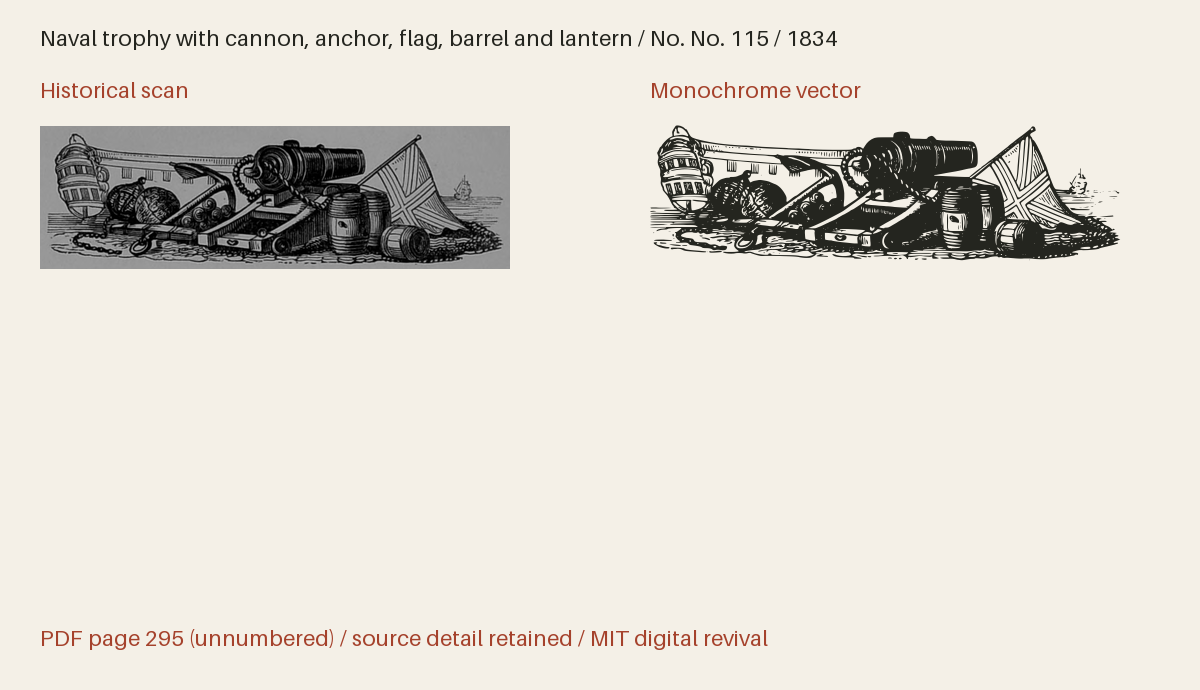 Naval trophy with cannon, anchor, flag, barrel and lantern / No. No. 115 / 1834
Historical scan
Monochrome vector
PDF page 295 (unnumbered) / source detail retained / MIT digital revival